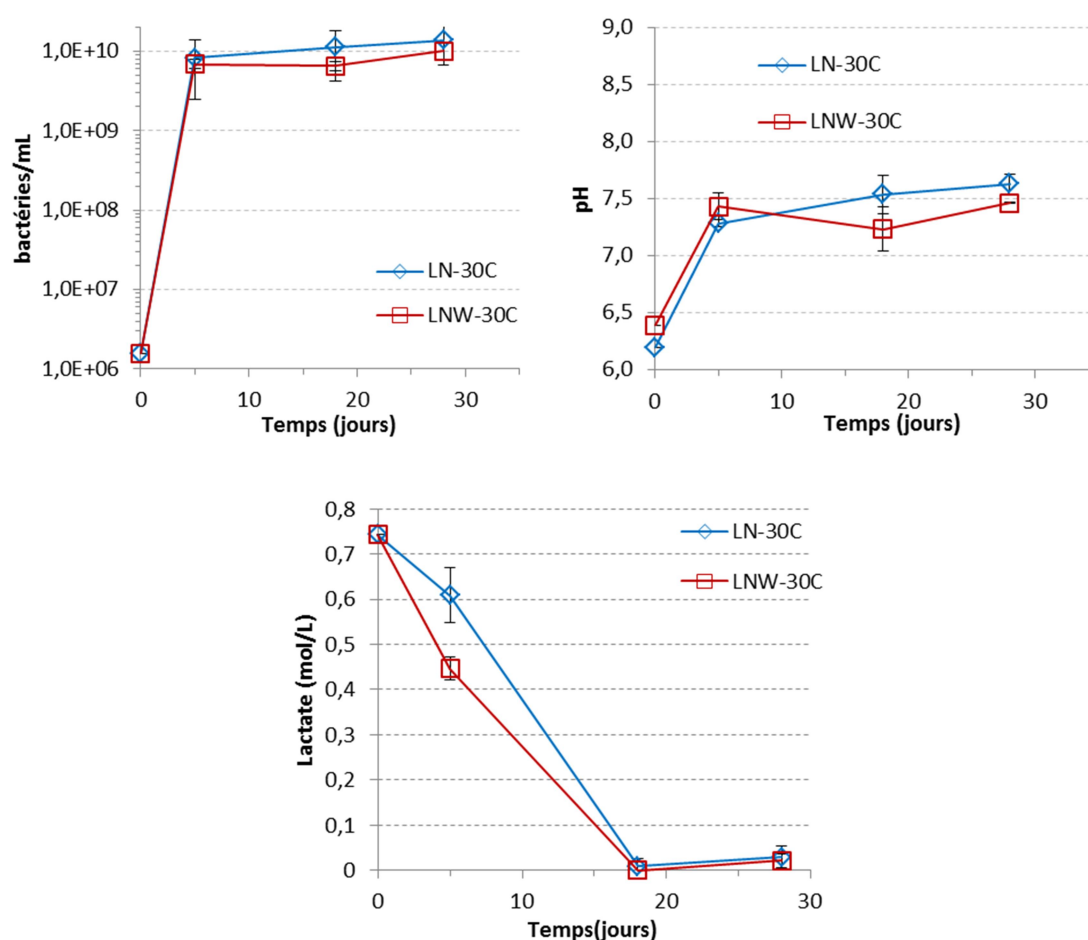 bactéries/mL
1,0E+10
1,0E+09
1,0E+08
1,0E+07
1,0E+06
LN-30C
LNW-30C
0 10 20 30
Temps (jours)
pH
9,0
8,5
8,0
7,5
7,0
6,5
6,0
LN-30C
LNW-30C
0 10 20 30
Temps (jours)
Lactate (mol/L)
0,8
0,7
0,6
0,5
0,4
0,3
0,2
0,1
0
LN-30C
LNW-30C
0 10 20 30
Temps(jours)